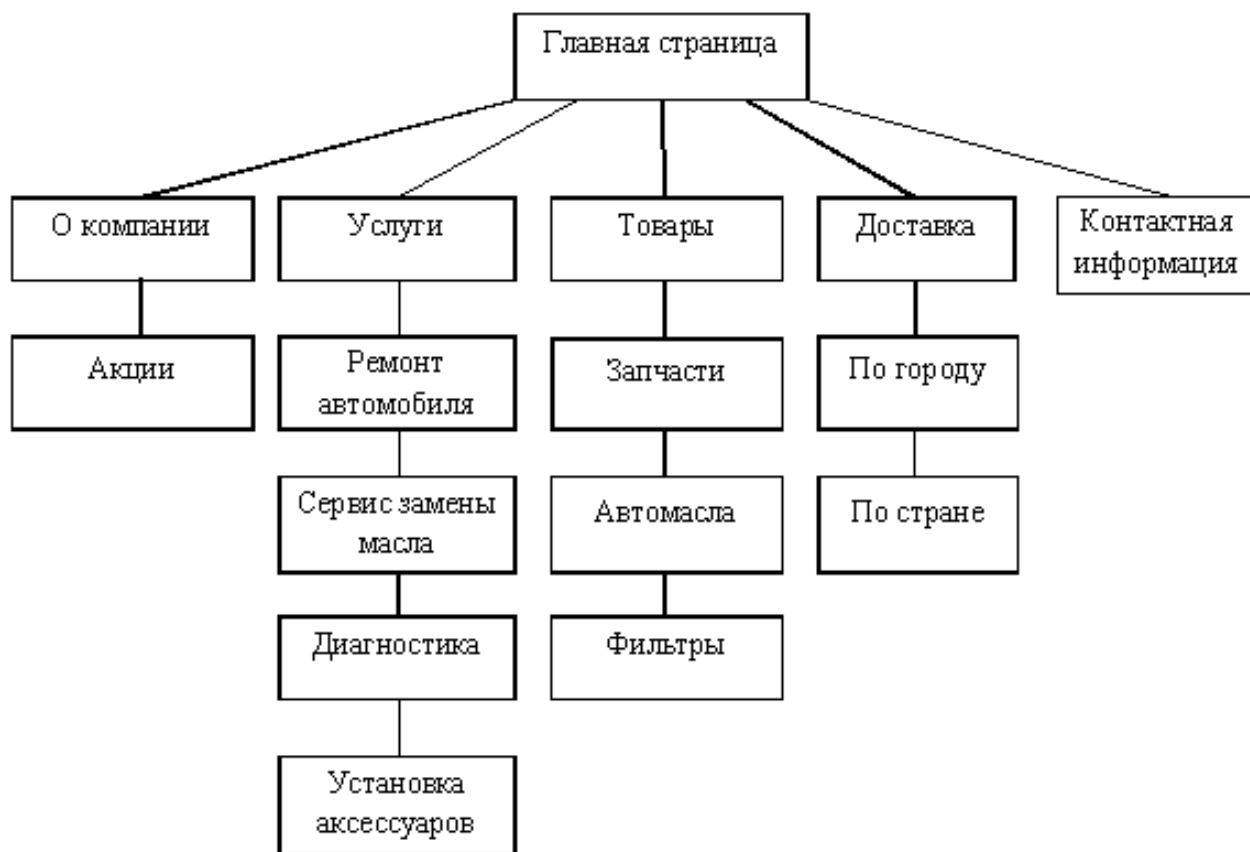 Главная страница
О компании
Услуги
Товары
Доставка
Контактная
информация
Акции
Ремонт
автомобиля
Запчасти
По городу
Сервис замены
масла
Автомасла
По стране
Диагностика
Фильтры
Установка
аксессуаров